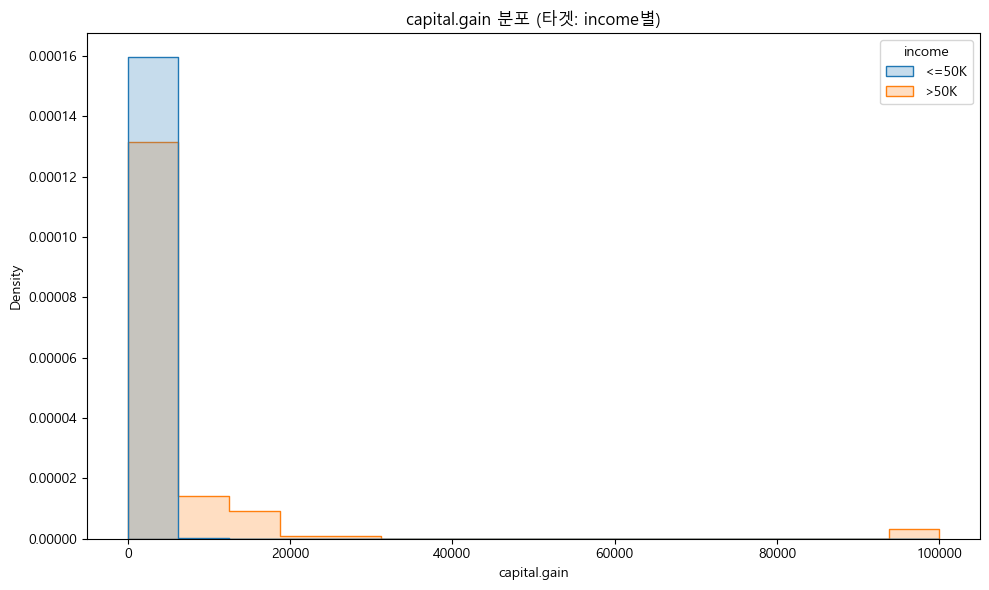 capital.gain 분포 (타겟: income별)
income
<=50K
>50K
0.00016
0.00014
0.00012
0.00010
0.00008
0.00006
0.00004
0.00002
0.00000
Density
0 20000 40000 60000 80000 100000
capital.gain